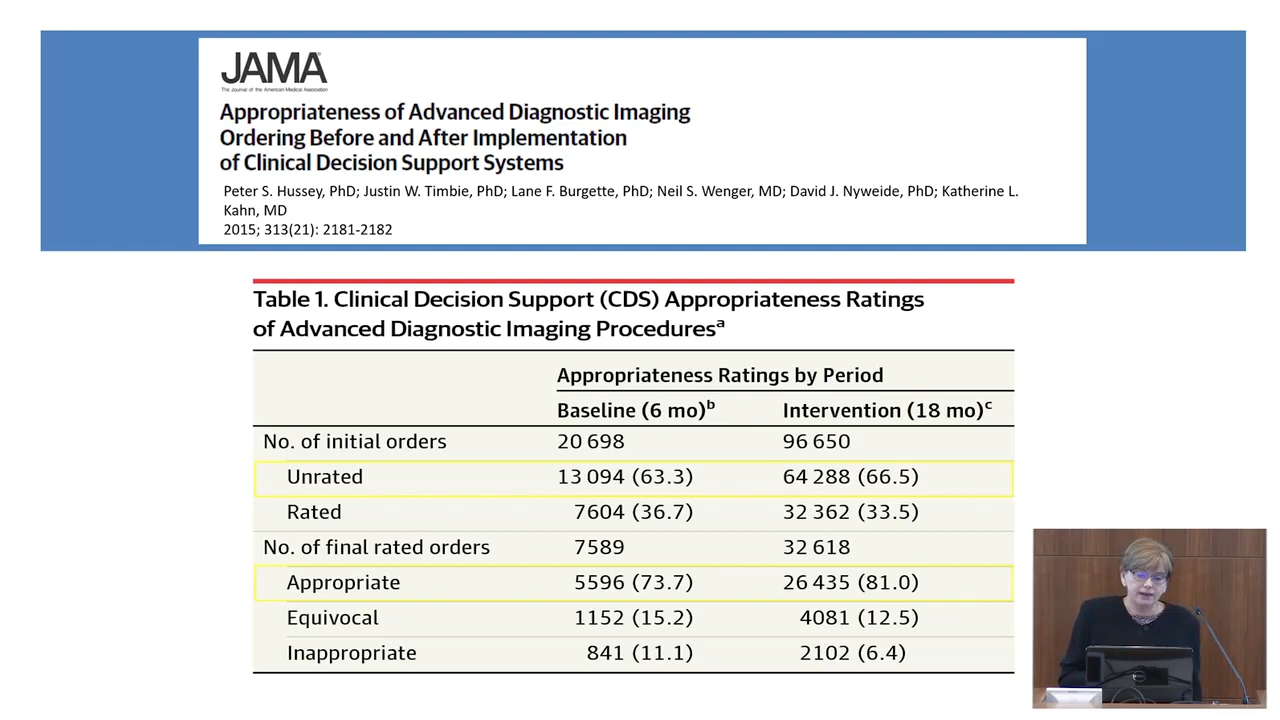 JAMA
The Journal of the American Medical Association
Appropriateness of Advanced Diagnostic Imaging
Ordering Before and After Implementation
of Clinical Decision Support Systems
Peter S. Hussey, PhD; Justin W. Timbie, PhD; Lane F. Burgette, PhD; Neil S. Wenger, MD; David J. Nyweide, PhD; Katherine L.
Kahn, MD
2015; 313(21): 2181-2182
Table 1. Clinical Decision Support (CDS) Appropriateness Ratings
of Advanced Diagnostic Imaging Proceduresa
Appropriateness Ratings by Period
Baseline (6 mo)b Intervention (18 mo)c
No. of initial orders 20 698 96 650
Unrated 13 094 (63.3) 64 288 (66.5)
Rated 7604 (36.7) 32 362 (33.5)
No. of final rated orders 7589 32 618
Appropriate 5596 (73.7) 26 435 (81.0)
Equivocal 1152 (15.2) 4081 (12.5)
Inappropriate 841 (11.1) 2102 (6.4)